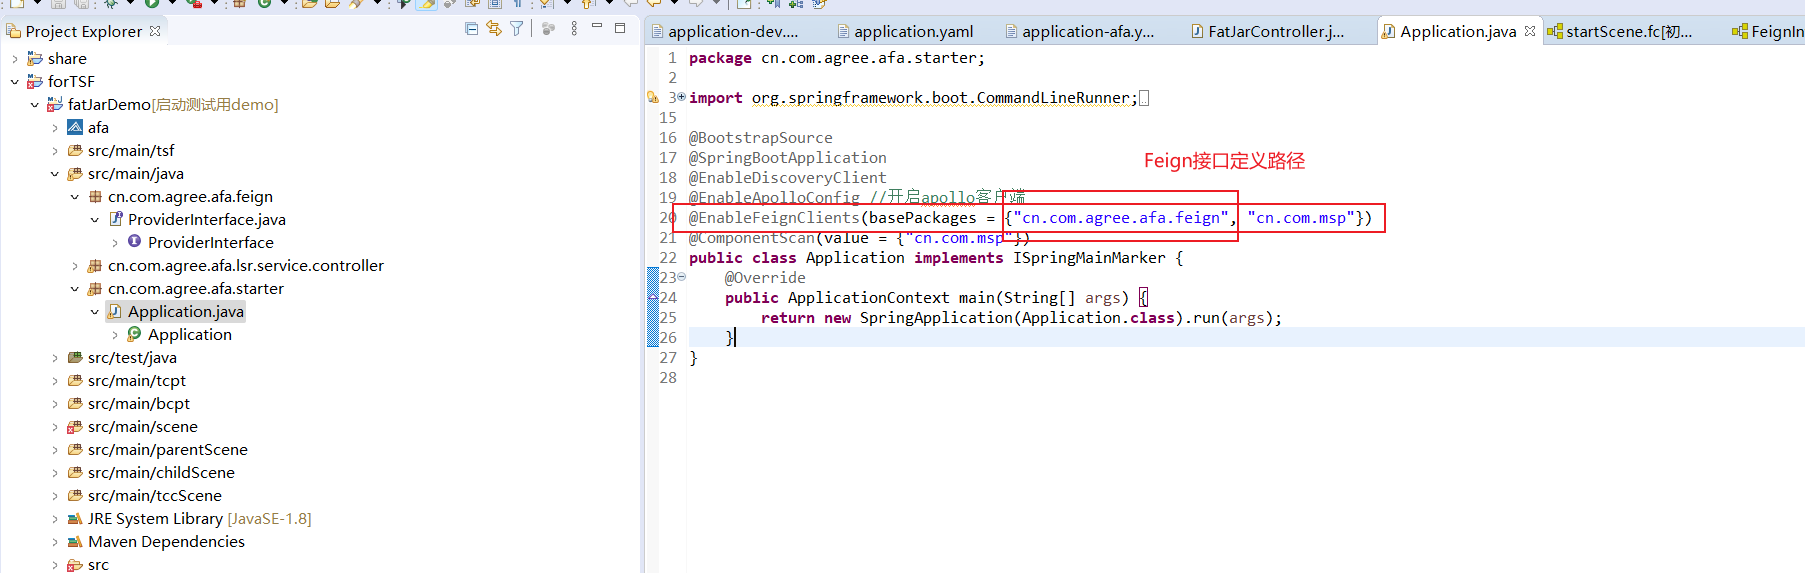 Project Explorer
share
forTSF
fatJarDemo[启动测试用demo]
afa
src/main/tsf
src/main/java
cn.com.agree.afa.feign
ProviderInterface.java
ProviderInterface
cn.com.agree.afa.lsr.service.controller
cn.com.agree.afa.starter
Application.java
Application
src/test/java
src/main/tcpt
src/main/bcpt
src/main/scene
src/main/parentScene
src/main/childScene
src/main/tccScene
JRE System Library [JavaSE-1.8]
Maven Dependencies
src
application-dev....
application.yaml
application-afa.y...
FatJarController.j...
Application.java
startScene.fc[初...
FeignIn
1 package cn.com.agree.afa.starter;
2
3 import org.springframework.boot.CommandLineRunner;
15
16 @BootstrapSource
17 @SpringBootApplication
Feign接口定义路径
18 @EnableDiscoveryClient
19 @EnableApolloConfig //开启apollo客户端
20 @EnableFeignClients(basePackages = {"cn.com.agree.afa.feign", "cn.com.msp"})
21 @ComponentScan(value = {"cn.com.msp"})
22 public class Application implements ISpringMainMarker {
23 @Override
24 public ApplicationContext main(String[] args) {
25 return new SpringApplication(Application.class).run(args);
26 }
27 }
28